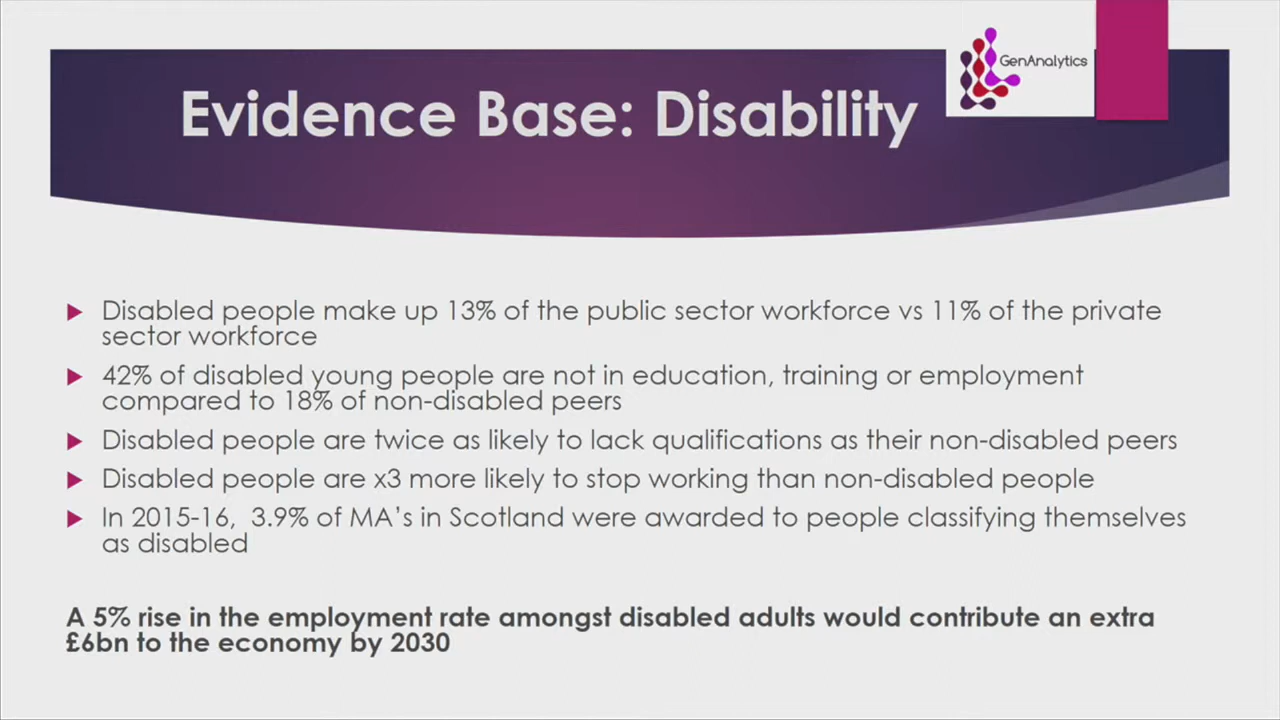 GenAnalytics
Evidence Base: Disability
Disabled people make up 13% of the public sector workforce vs 11% of the private
sector workforce
42% of disabled young people are not in education, training or employment
compared to 18% of non-disabled peers
Disabled people are twice as likely to lack qualifications as their non-disabled peers
Disabled people are x3 more likely to stop working than non-disabled people
In 2015-16,  3.9% of MA's in Scotland were awarded to people classifying themselves
as disabled
A 5% rise in the employment rate amongst disabled adults would contribute an extra
£6bn to the economy by 2030